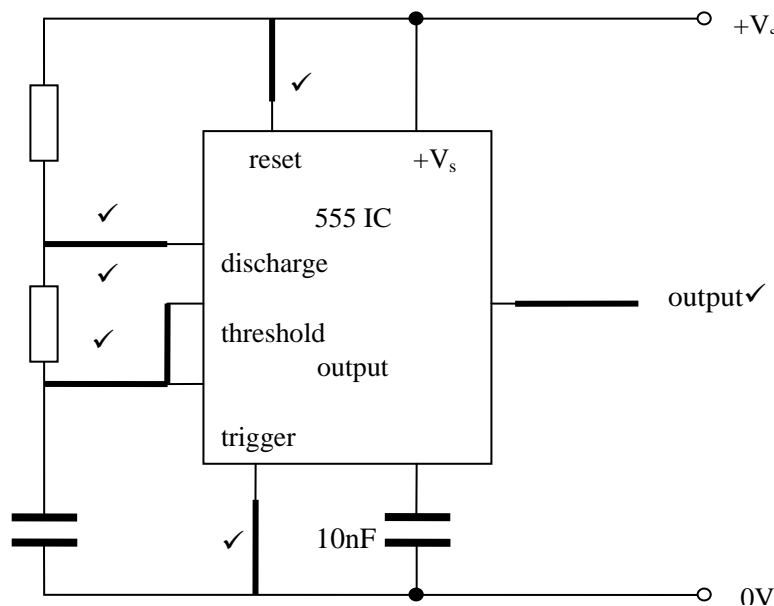 +Vs
✓
reset
+Vs
✓
555 IC
discharge
✓
output✓
✓
threshold
output
trigger
✓
10nF
0V